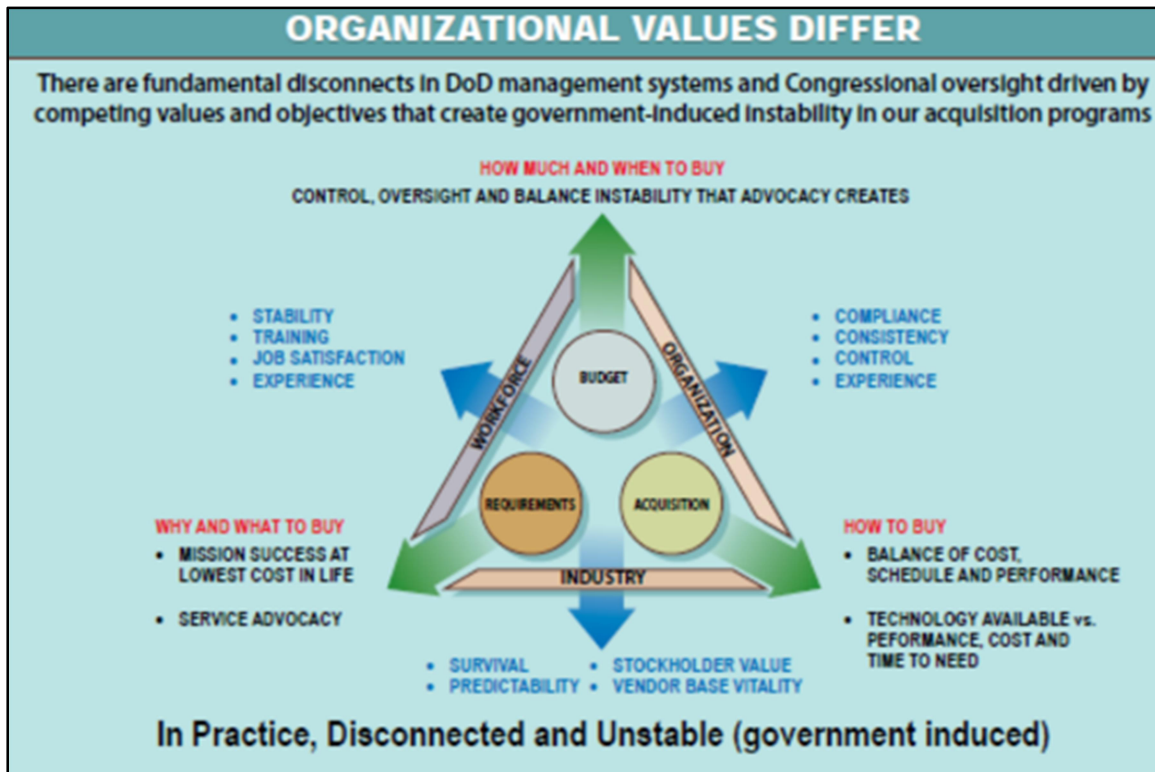 ORGANIZATIONAL VALUES DIFFER
There are fundamental disconnects in DoD management systems and Congressional oversight driven by
competing values and objectives that create government-induced instability in our acquisition programs
HOW MUCH AND WHEN TO BUY
CONTROL, OVERSIGHT AND BALANCE INSTABILITY THAT ADVOCACY CREATES
• STABILITY
• TRAINING
• JOB SATISFACTION
• EXPERIENCE
• COMPLIANCE
• CONSISTENCY
• CONTROL
• EXPERIENCE
WORKFORCE
BUDGET
ORGANIZATION
REQUIREMENTS
ACQUISITION
INDUSTRY
WHY AND WHAT TO BUY
• MISSION SUCCESS AT
LOWEST COST IN LIFE
• SERVICE ADVOCACY
HOW TO BUY
• BALANCE OF COST,
SCHEDULE AND PERFORMANCE
• TECHNOLOGY AVAILABLE vs.
PEFORMANCE, COST AND
TIME TO NEED
• SURVIVAL
• PREDICTABILITY
• STOCKHOLDER VALUE
• VENDOR BASE VITALITY
In Practice, Disconnected and Unstable (government induced)